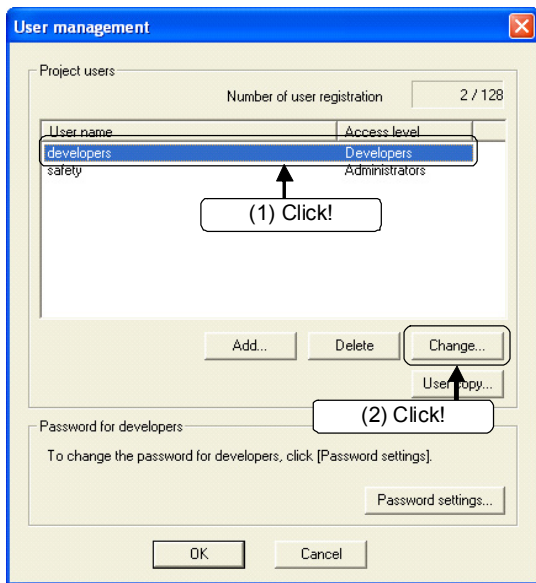 User management
Project users
Number of user registration 2 / 128
User name Access level
developers Developers
safety Administrators
(1) Click!
Add... Delete Change...
User copy...
(2) Click!
Password for developers
To change the password for developers, click [Password settings].
Password settings...
OK Cancel